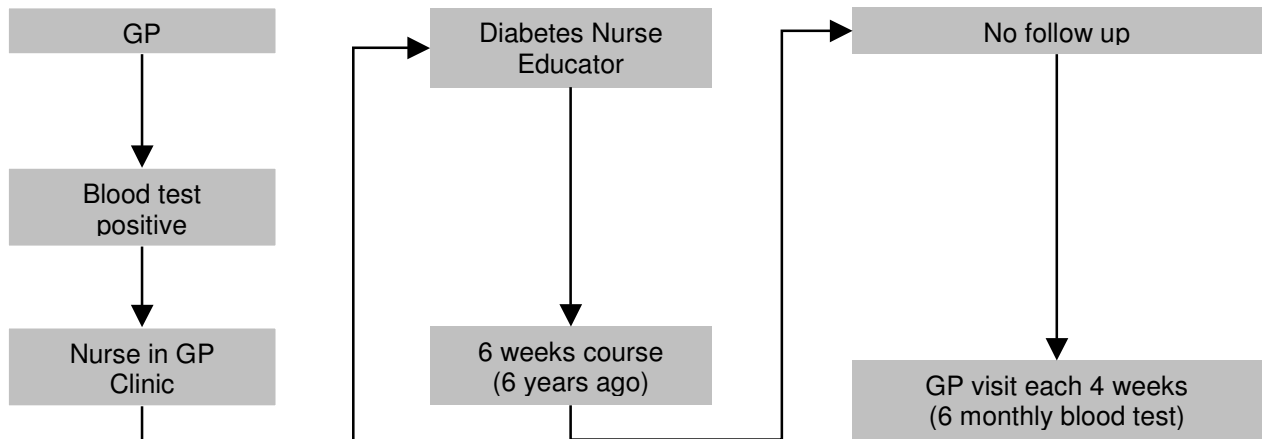 GP
Blood test
positive
Nurse in GP
Clinic
Diabetes Nurse
Educator
6 weeks course
(6 years ago)
No follow up
GP visit each 4 weeks
(6 monthly blood test)